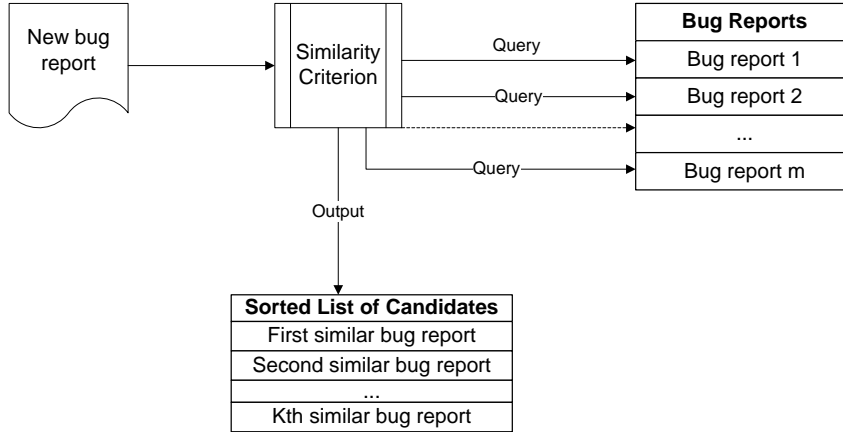 New bug
report
Similarity
Criterion
Query
Query
Query
Output
Bug Reports
Bug report 1
Bug report 2
...
Bug report m
Sorted List of Candidates
First similar bug report
Second similar bug report
...
Kth similar bug report